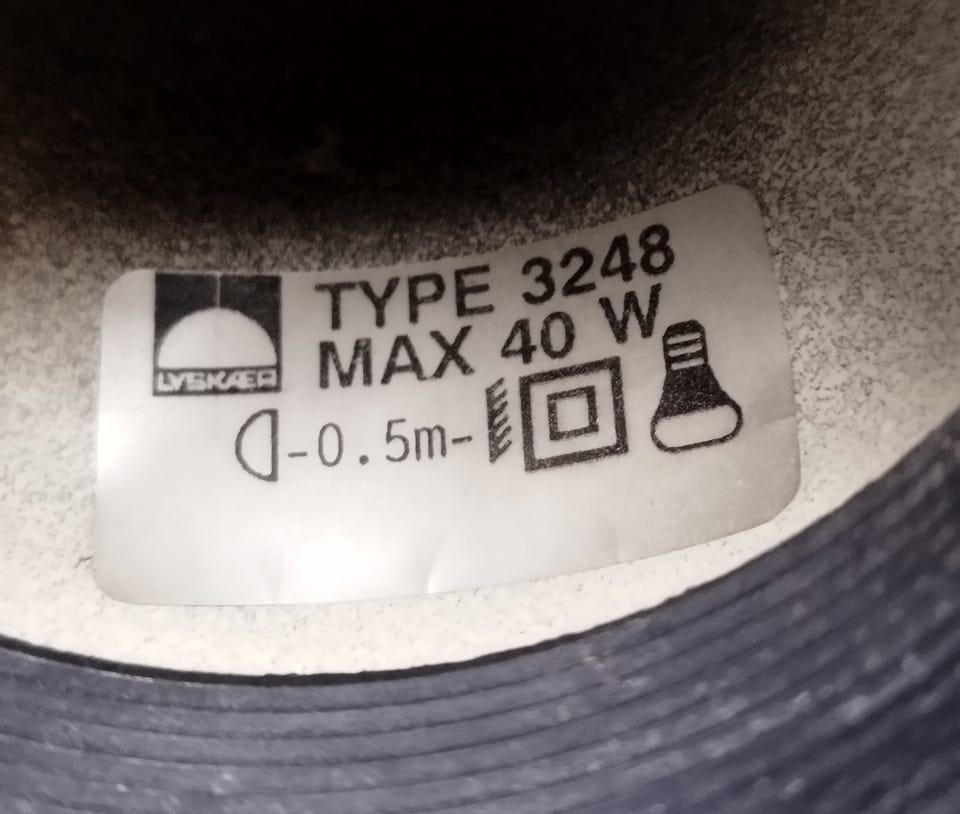 TYPE 3248
MAX 40 W
LYSKÆR
-0.5m-